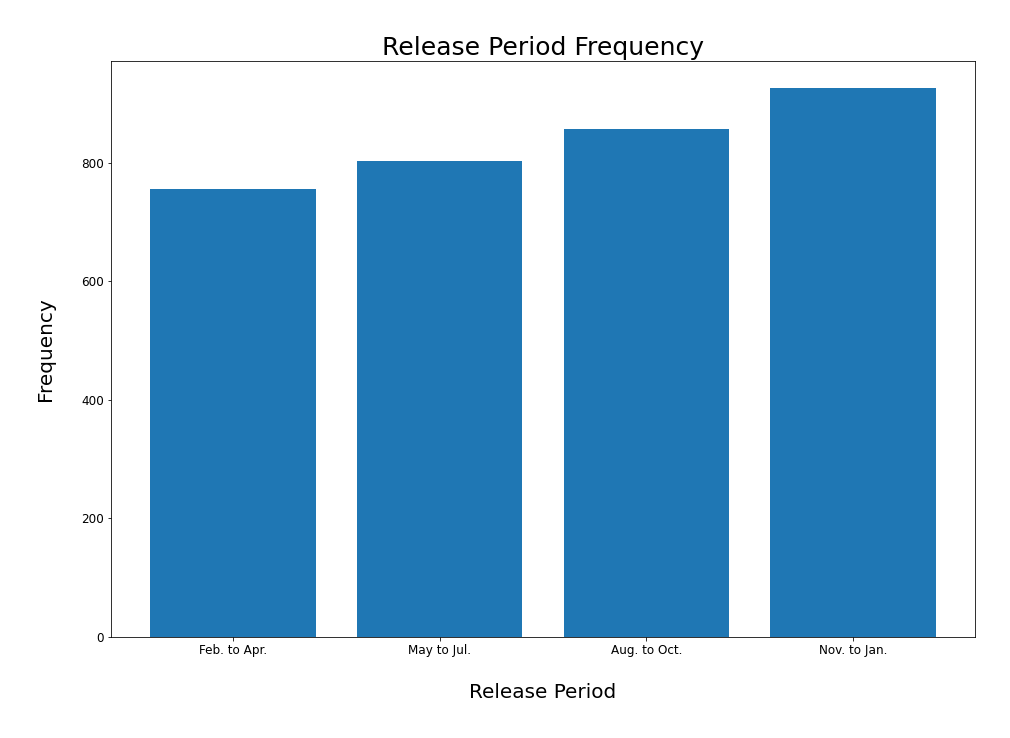 Release Period Frequency
Frequency
800
600
400
200
0
Feb. to Apr.
May to Jul.
Aug. to Oct.
Nov. to Jan.
Release Period